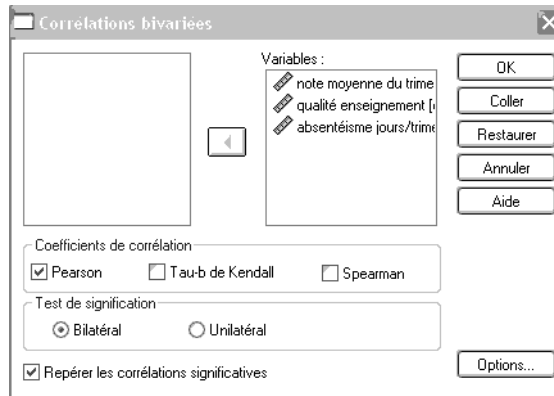 Corrélations bivariées
Variables :
note moyenne du trime
qualité enseignement [
absentéisme jours/trime
OK
Coller
Restaurer
Annuler
Aide
Coefficients de corrélation
Pearson
Tau-b de Kendall
Spearman
Test de signification
Bilatéral
Unilatéral
Repérer les corrélations significatives
Options...